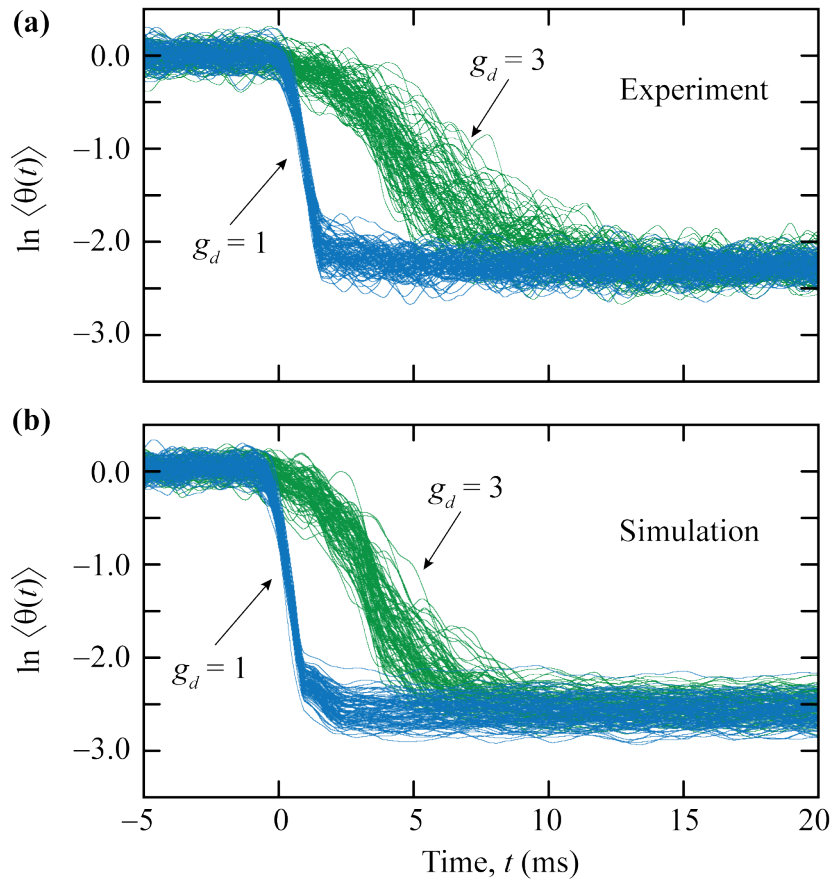 (a)
0.0
−1.0
−2.0
−3.0
ln ⟨θ(t)⟩
g_d = 3
g_d = 1
Experiment
(b)
0.0
−1.0
−2.0
−3.0
ln ⟨θ(t)⟩
g_d = 3
g_d = 1
Simulation
−5 0 5 10 15 20
Time, t (ms)